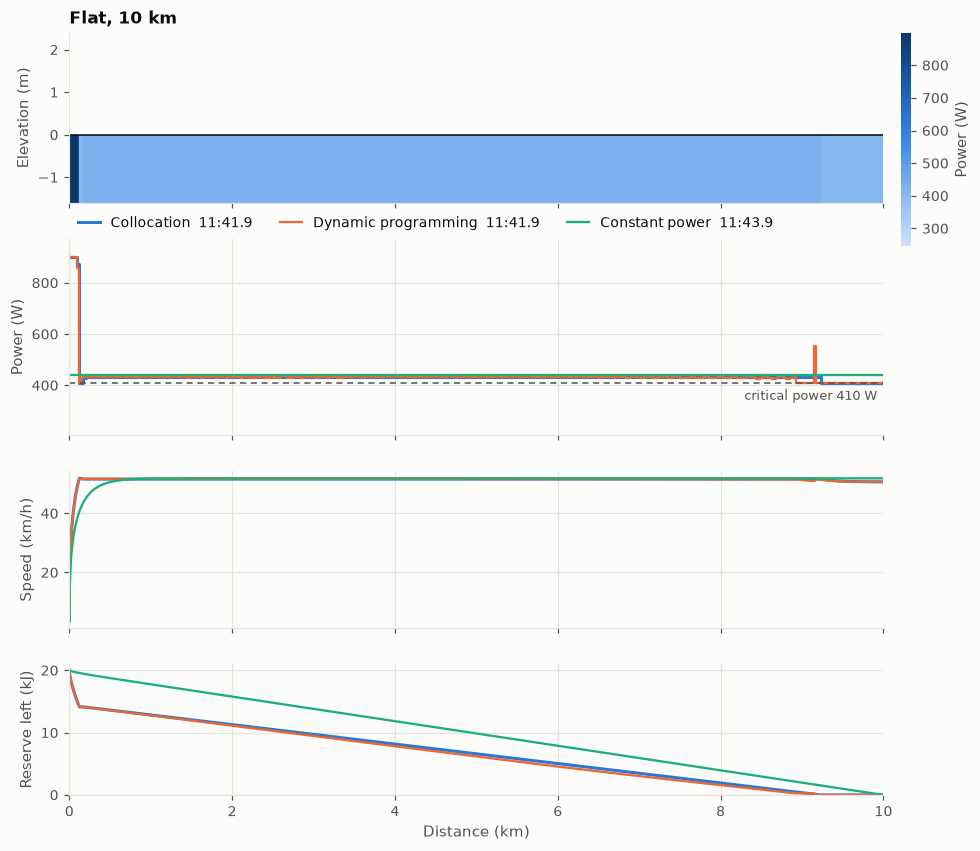 Flat, 10 km
Elevation (m)
2
1
0
−1
800
700
600
500
400
300
Power (W)
Collocation 11:41.9
Dynamic programming 11:41.9
Constant power 11:43.9
Power (W)
800
600
400
critical power 410 W
Speed (km/h)
40
20
Reserve left (kJ)
20
10
0
0 2 4 6 8 10
Distance (km)